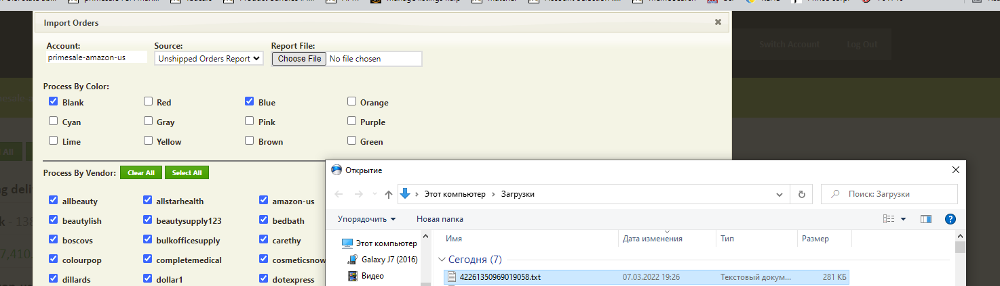 Import Orders
Switch Account Log Out
Account: Source: Report File:
primesale-amazon-us Unshipped Orders Report Choose File No file chosen
Process By Color:
Blank Red Blue Orange
Cyan Gray Pink Purple
Lime Yellow Brown Green
All
Process By Vendor: Clear All Select All
Открытие
Этот компьютер Загрузки Поиск: Загрузки
allbeauty allstarhealth amazon-us
Упорядочить Новая папка
beautylish beautysupply123 bedbath
Имя Дата изменения Тип Размер
boscovs bulkofficesupply carethy
Этот компьютер
Сегодня (7)
colourpop completemedical cosmeticsnow
Galaxy J7 (2016)
dillards dollar1 dotexpress
Видео
42261350969019058.txt 07.03.2022 19:26 Текстовый докум... 281 КБ